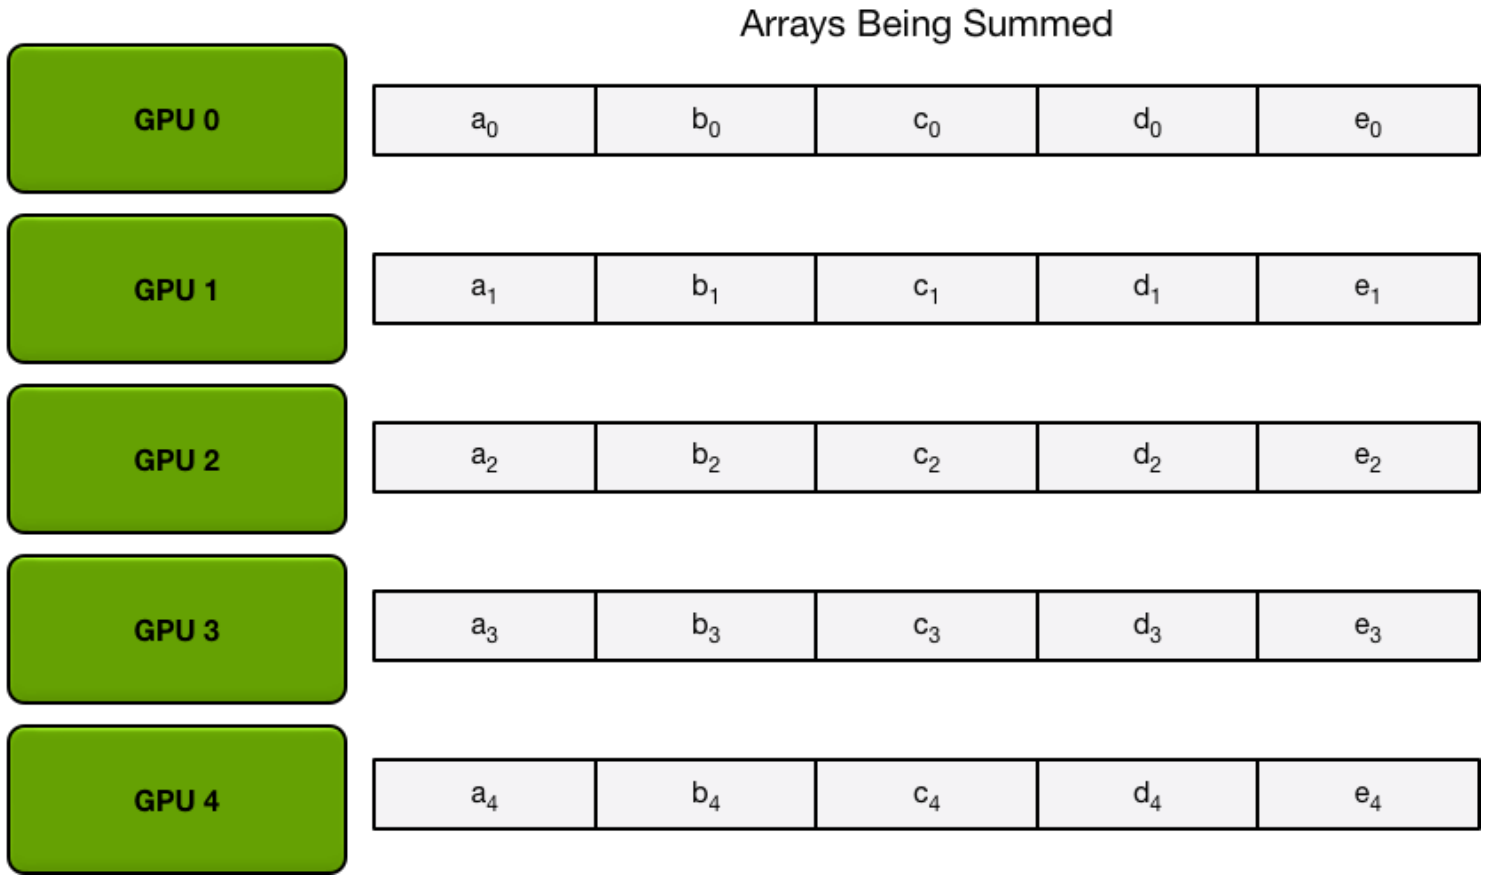 Arrays Being Summed
GPU 0 a₀ b₀ c₀ d₀ e₀
GPU 1 a₁ b₁ c₁ d₁ e₁
GPU 2 a₂ b₂ c₂ d₂ e₂
GPU 3 a₃ b₃ c₃ d₃ e₃
GPU 4 a₄ b₄ c₄ d₄ e₄